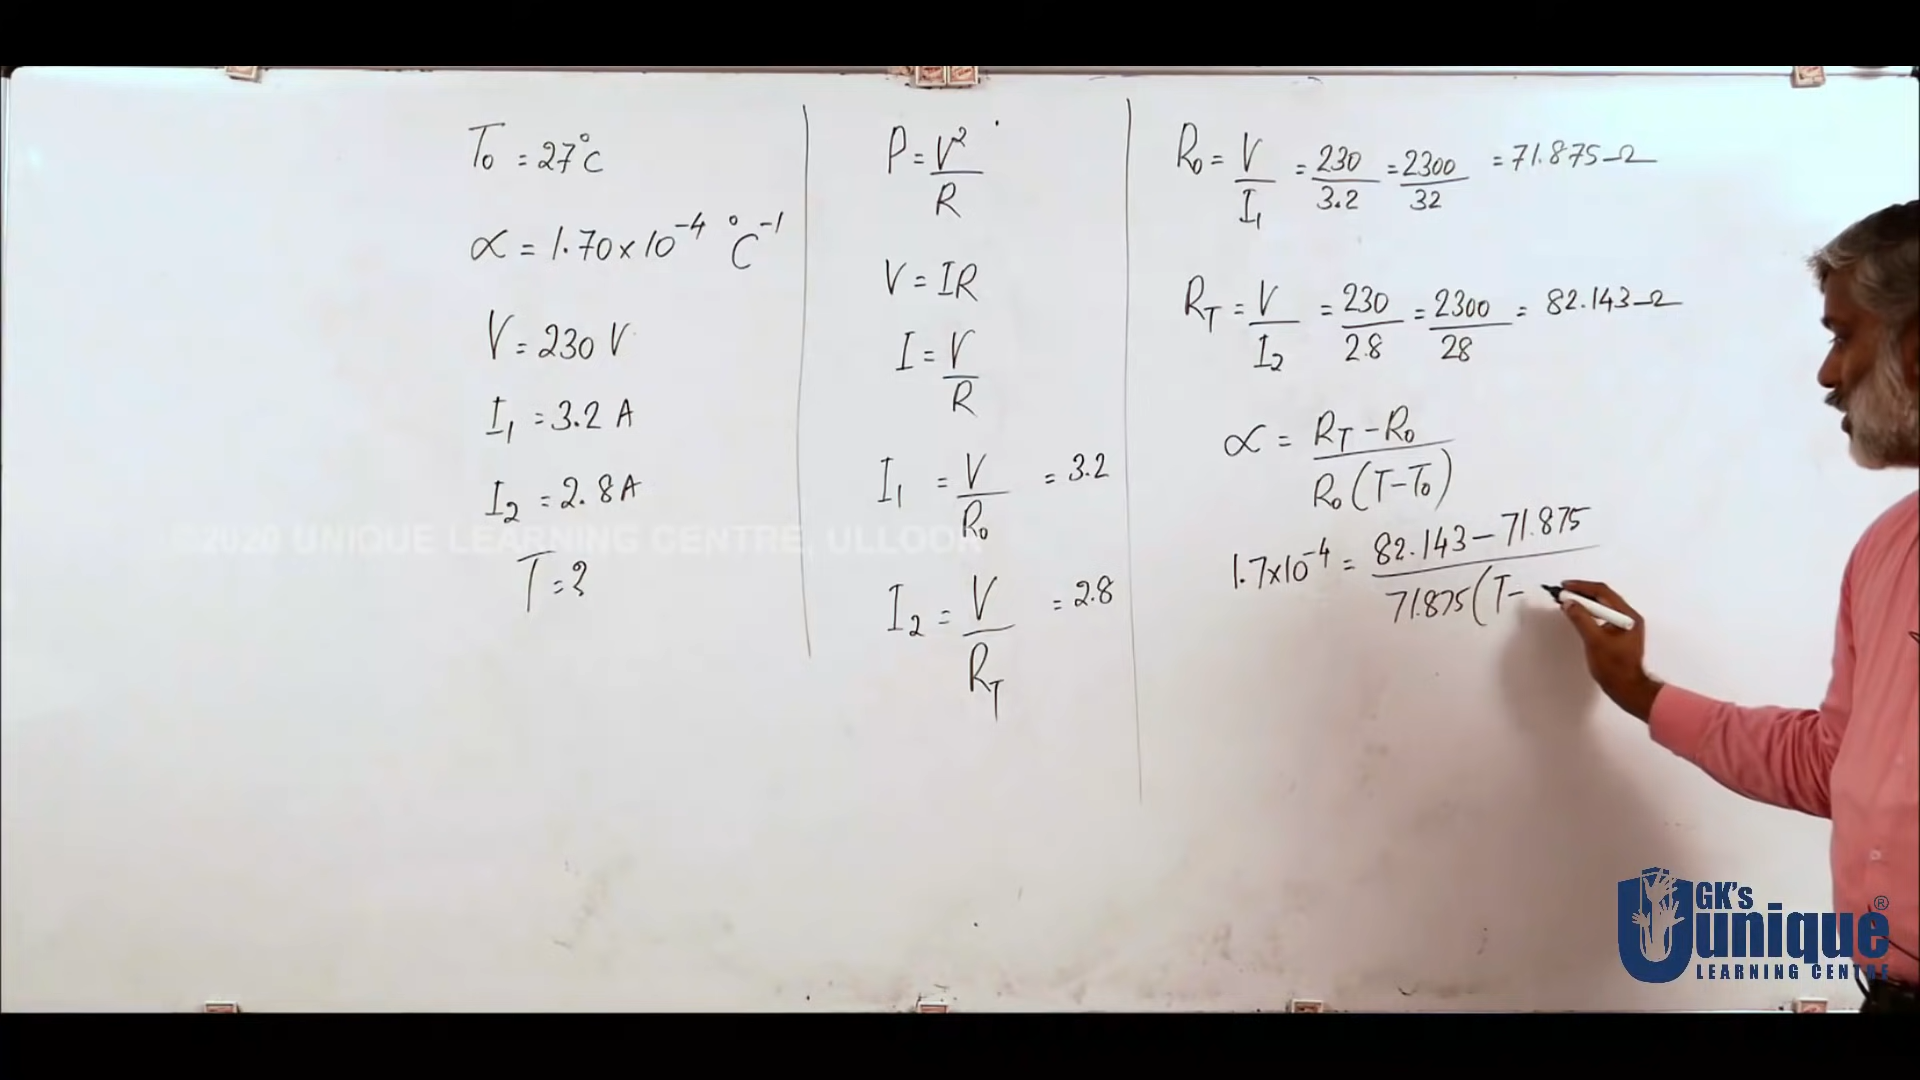 T₀ = 27°C
α = 1.70×10⁻⁴ °C⁻¹
V = 230 V
I₁ = 3.2 A
I₂ = 2.8 A
T = ?
P = V²/R
V = IR
I = V/R
I₁ = V/R₀ = 3.2
I₂ = V/R_T = 2.8
R₀ = V/I₁ = 230/3.2 = 2300/32 = 71.875 Ω
R_T = V/I₂ = 230/2.8 = 2300/28 = 82.143 Ω
α = (R_T − R₀)/(R₀(T−T₀))
1.7×10⁻⁴ = (82.143 − 71.875)/(71.875(T−
©2020 UNIQUE LEARNING CENTRE, ULLOOR
GK's
unique®
LEARNING CENTRE